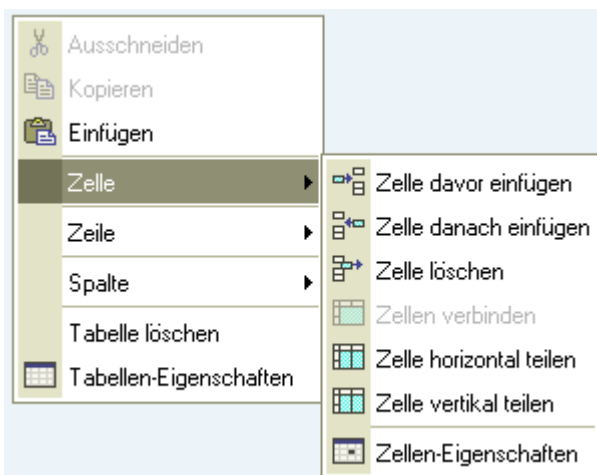 Ausschneiden
Kopieren
Einfügen
Zelle
Zeile
Spalte
Tabelle löschen
Tabellen-Eigenschaften
Zelle davor einfügen
Zelle danach einfügen
Zelle löschen
Zellen verbinden
Zelle horizontal teilen
Zelle vertikal teilen
Zellen-Eigenschaften